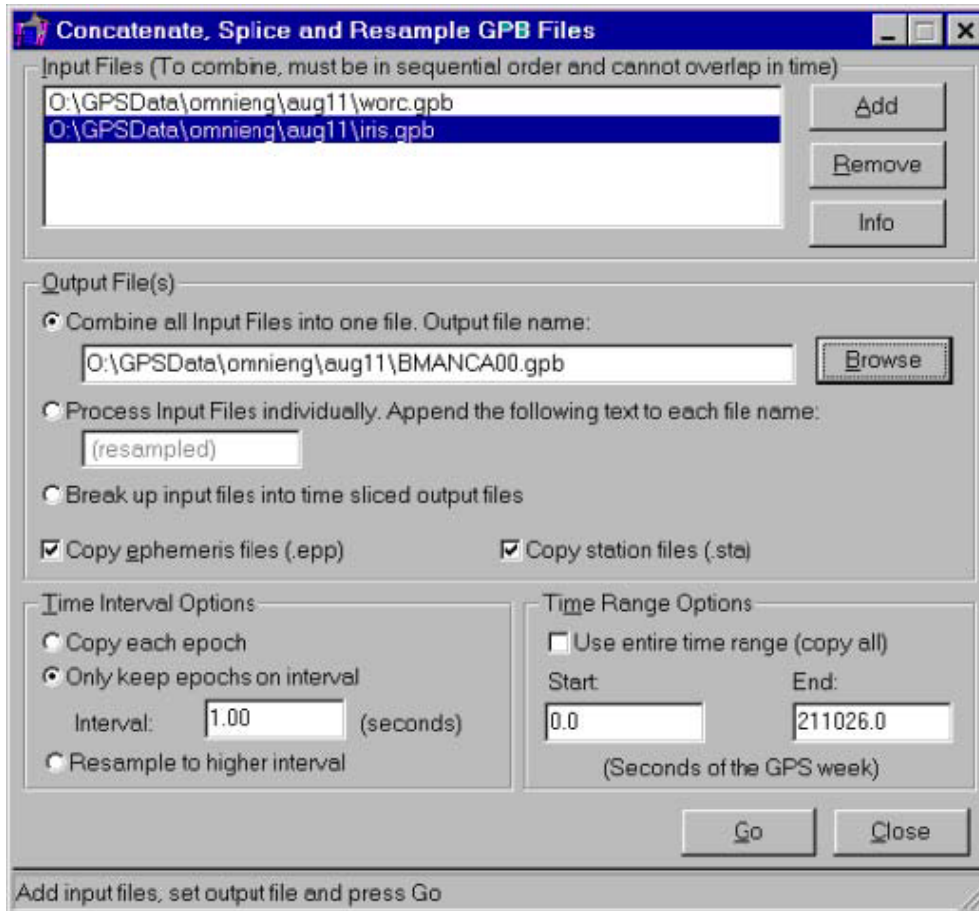 Concatenate, Splice and Resample GPB Files
Input Files (To combine, must be in sequential order and cannot overlap in time)
O:\GPSData\omnieng\aug11\worc.gpb
O:\GPSData\omnieng\aug11\iris.gpb
Add
Remove
Info
Output File(s)
Combine all Input Files into one file. Output file name:
O:\GPSData\omnieng\aug11\BMANCA00.gpb
Browse
Process Input Files individually. Append the following text to each file name:
(resampled)
Break up input files into time sliced output files
Copy ephemeris files (.epp)
Copy station files (.sta)
Time Interval Options
Copy each epoch
Only keep epochs on interval
Interval: 1.00 (seconds)
Resample to higher interval
Time Range Options
Use entire time range (copy all)
Start: End:
0.0 211026.0
(Seconds of the GPS week)
Go Close
Add input files, set output file and press Go